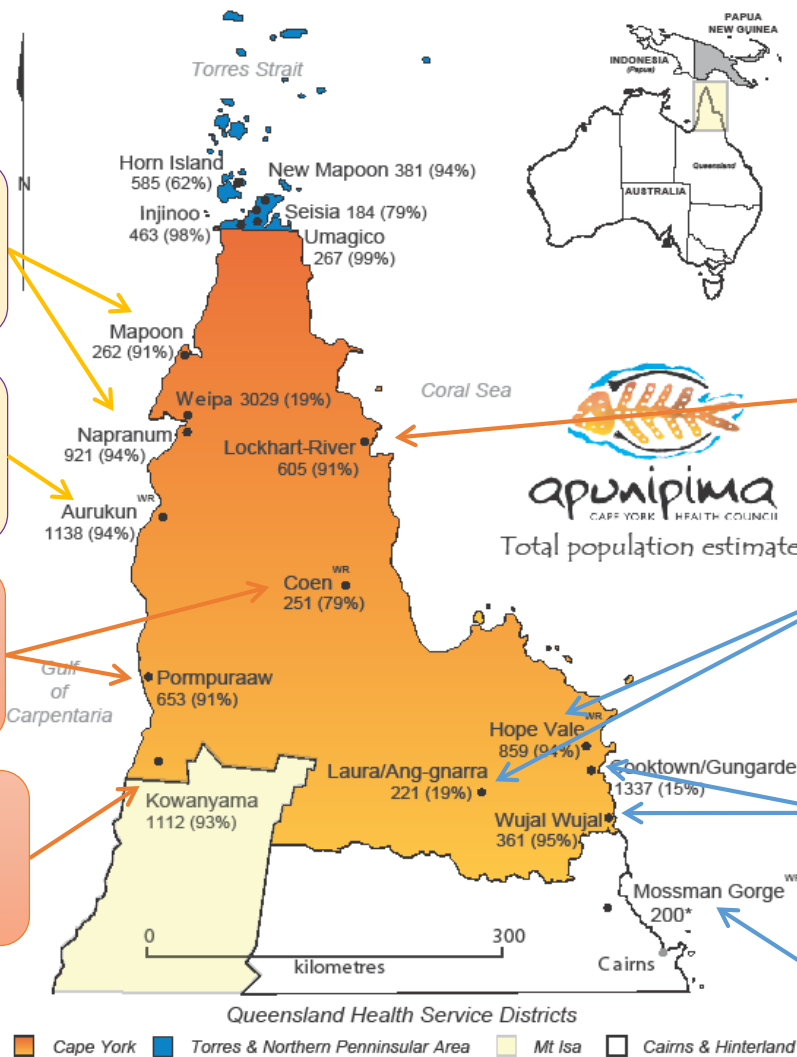 PAPUA
NEW GUINEA
INDONESIA
(Papua)
Queensland
AUSTRALIA
Torres Strait
N
Horn Island
585 (62%)
New Mapoon 381 (94%)
Injinoo
463 (98%)
Seisia 184 (79%)
Umagico
267 (99%)
Mapoon
262 (91%)
Weipa 3029 (19%)
Coral Sea
Napranum
921 (94%)
Lockhart-River
605 (91%)
apunipima
CAPE YORK HEALTH COUNCIL
Total population estimate
WR
Aurukun
1138 (94%)
WR
Coen
251 (79%)
Pormpuraaw
653 (91%)
Gulf
of
Carpentaria
WR
Hope Vale
859 (94%)
Laura/Ang-gnarra
221 (19%)
Cooktown/Gungarde
1337 (15%)
Kowanyama
1112 (93%)
Wujal Wujal
361 (95%)
Mossman Gorge
200*
0 300
kilometres
Cairns
Queensland Health Service Districts
Cape York Torres & Northern Penninsular Area Mt Isa Cairns & Hinterland